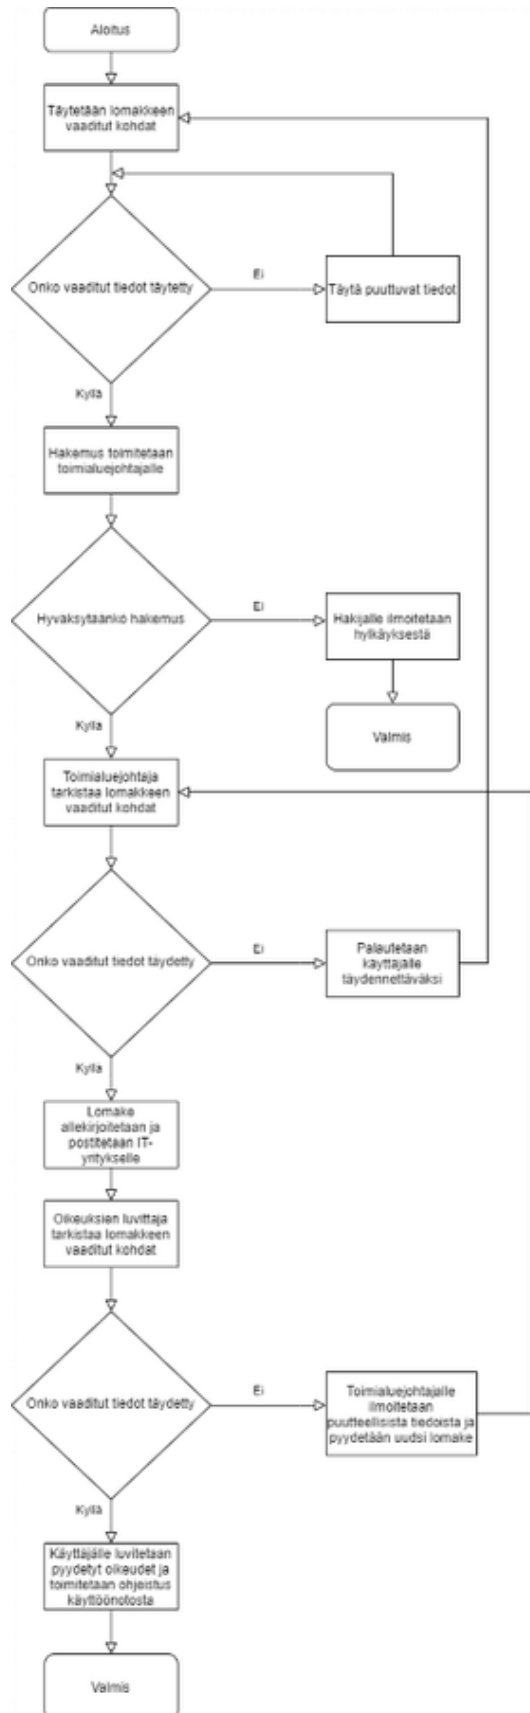 Aloitus
Täytetään lomakkeen
vaaditut kohdat
Onko vaaditut tiedot täytetty
Ei
Täytä puuttuvat tiedot
Kyllä
Hakemus toimitetaan
toimialuejohtajalle
Hyväksytäänkö hakemus
Ei
Hakijalle ilmoitetaan
hylkäyksestä
Valmis
Kyllä
Toimialuejohtaja
tarkistaa lomakkeen
vaaditut kohdat
Onko vaaditut tiedot täydetty
Ei
Palautetaan
käyttäjälle
täydennettäväksi
Kyllä
Lomake
allekirjoitetaan ja
postitetaan IT-
yritykselle
Oikeuksien luvittaja
tarkistaa lomakkeen
vaaditut kohdat
Onko vaaditut tiedot täydetty
Ei
Toimialuejohtajalle
ilmoitetaan
puutteellisista tiedoista ja
pyydetään uudsi lomake
Kyllä
Käyttäjälle luvitetaan
pyydetyt oikeudet ja
toimitetaan ohjeistus
käyttöönotosta
Valmis